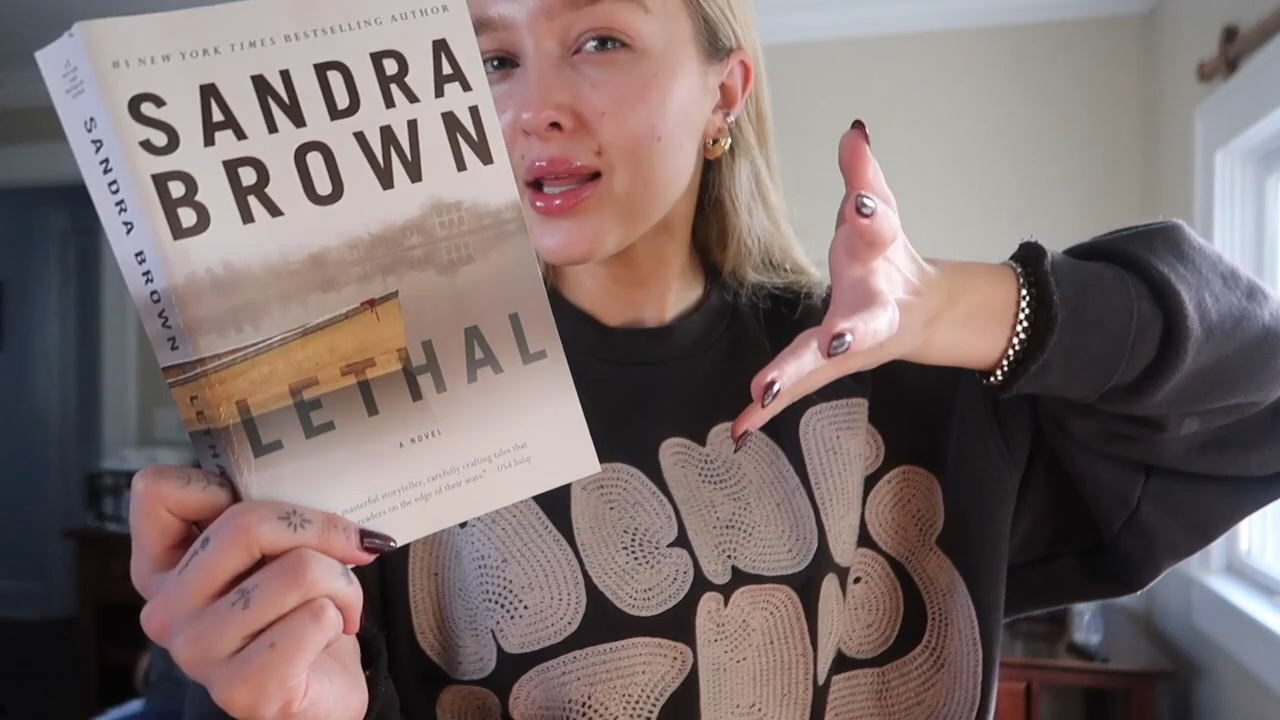 #1 NEW YORK TIMES BESTSELLING AUTHOR
SANDRA
BROWN
LETHAL
A NOVEL
masterful storyteller, carefully crafting tales that
readers on the edge of their seats." —USA Today
SANDRA BROWN
LETHA